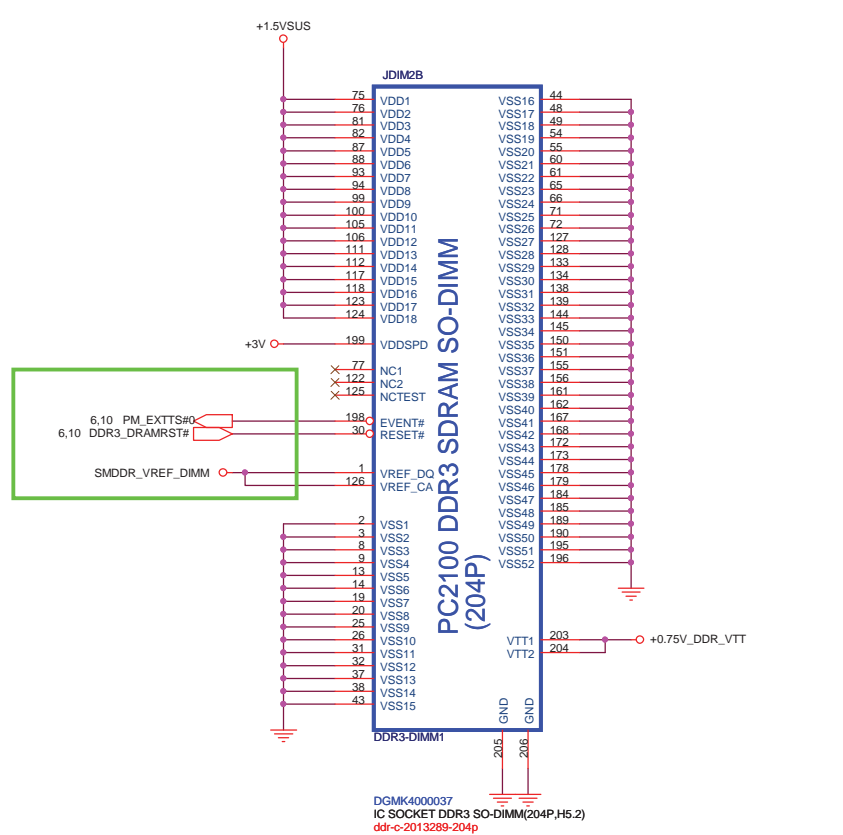 +1.5VSUS
JDIM2B
75 VDD1 VSS16 44
76 VDD2 VSS17 48
81 VDD3 VSS18 49
82 VDD4 VSS19 54
87 VDD5 VSS20 55
88 VDD6 VSS21 60
93 VDD7 VSS22 61
94 VDD8 VSS23 65
99 VDD9 VSS24 66
100 VDD10 VSS25 71
105 VDD11 VSS26 72
106 VDD12 VSS27 127
111 VDD13 VSS28 128
112 VDD14 VSS29 133
117 VDD15 VSS30 134
118 VDD16 VSS31 138
123 VDD17 VSS32 139
124 VDD18 VSS33 144
VSS34 145
+3V 199 VDDSPD VSS35 150
VSS36 151
77 NC1 VSS37 155
122 NC2 VSS38 156
125 NCTEST VSS39 161
VSS40 162
6,10 PM_EXTTS#0 198 EVENT# VSS41 167
6,10 DDR3_DRAMRST# 30 RESET# VSS42 168
VSS43 172
VSS44 173
SMDDR_VREF_DIMM 1 VREF_DQ VSS45 178
126 VREF_CA VSS46 179
VSS47 184
VSS48 185
2 VSS1 VSS49 189
3 VSS2 VSS50 190
8 VSS3 VSS51 195
9 VSS4 VSS52 196
13 VSS5
14 VSS6
19 VSS7
20 VSS8
25 VSS9
26 VSS10 VTT1 203 +0.75V_DDR_VTT
31 VSS11 VTT2 204
32 VSS12
37 VSS13
38 VSS14
43 VSS15
PC2100 DDR3 SDRAM SO-DIMM
(204P)
GND GND
205 206
DDR3-DIMM1
DGMK4000037
IC SOCKET DDR3 SO-DIMM(204P,H5.2)
ddr-c-2013289-204p